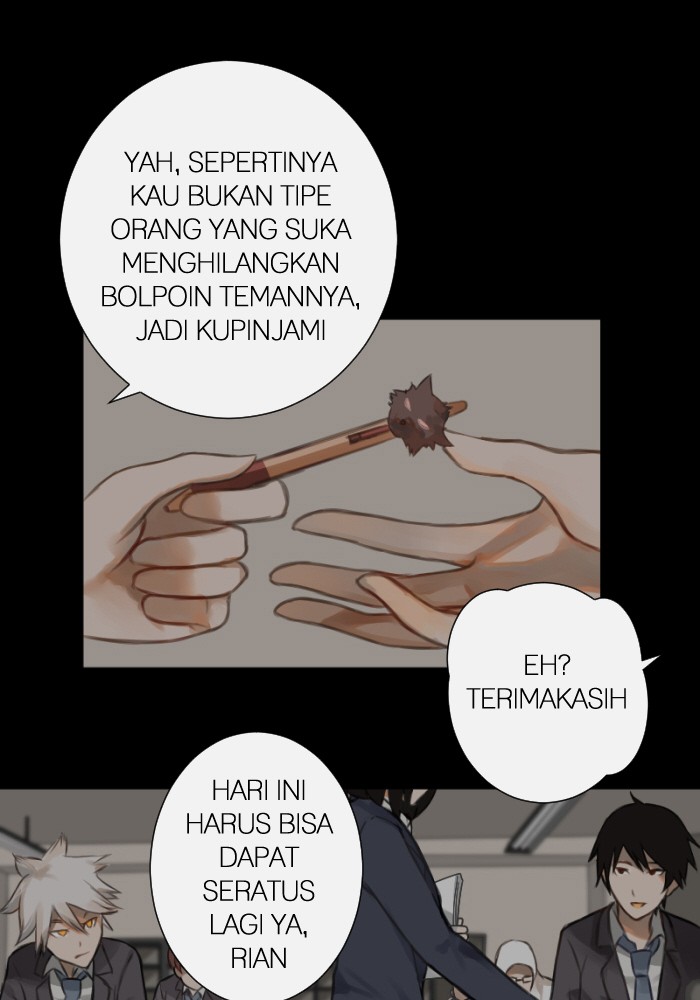 YAH, SEPERTINYA
KAU BUKAN TIPE
ORANG YANG SUKA
MENGHILANGKAN
BOLPOIN TEMANNYA,
JADI KUPINJAMI
EH?
TERIMAKASIH
HARI INI
HARUS BISA
DAPAT
SERATUS
LAGI YA,
RIAN